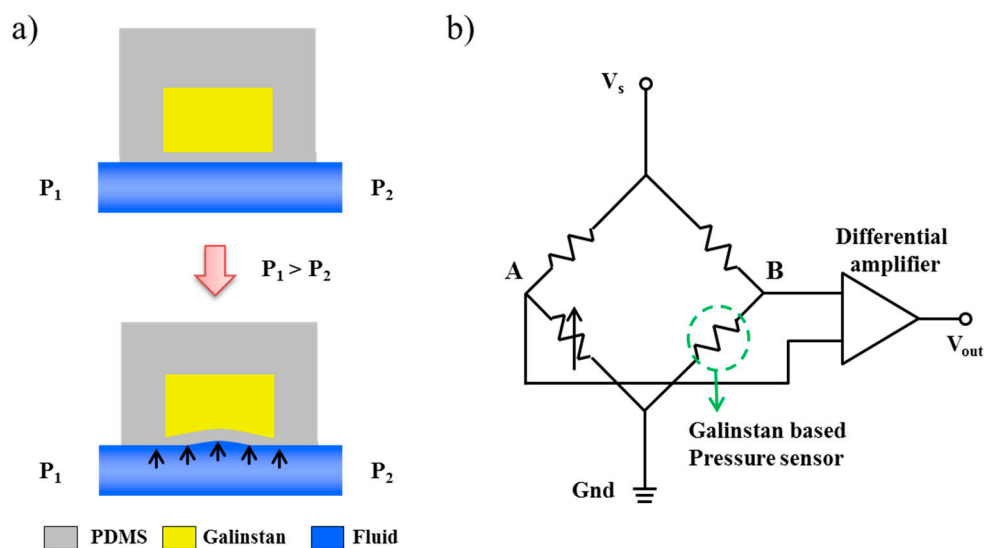 a)
P1
P2
P1 > P2
P1
P2
PDMS
Galinstan
Fluid
b)
Vs
A
B
Differential
amplifier
Vout
Galinstan based
Pressure sensor
Gnd